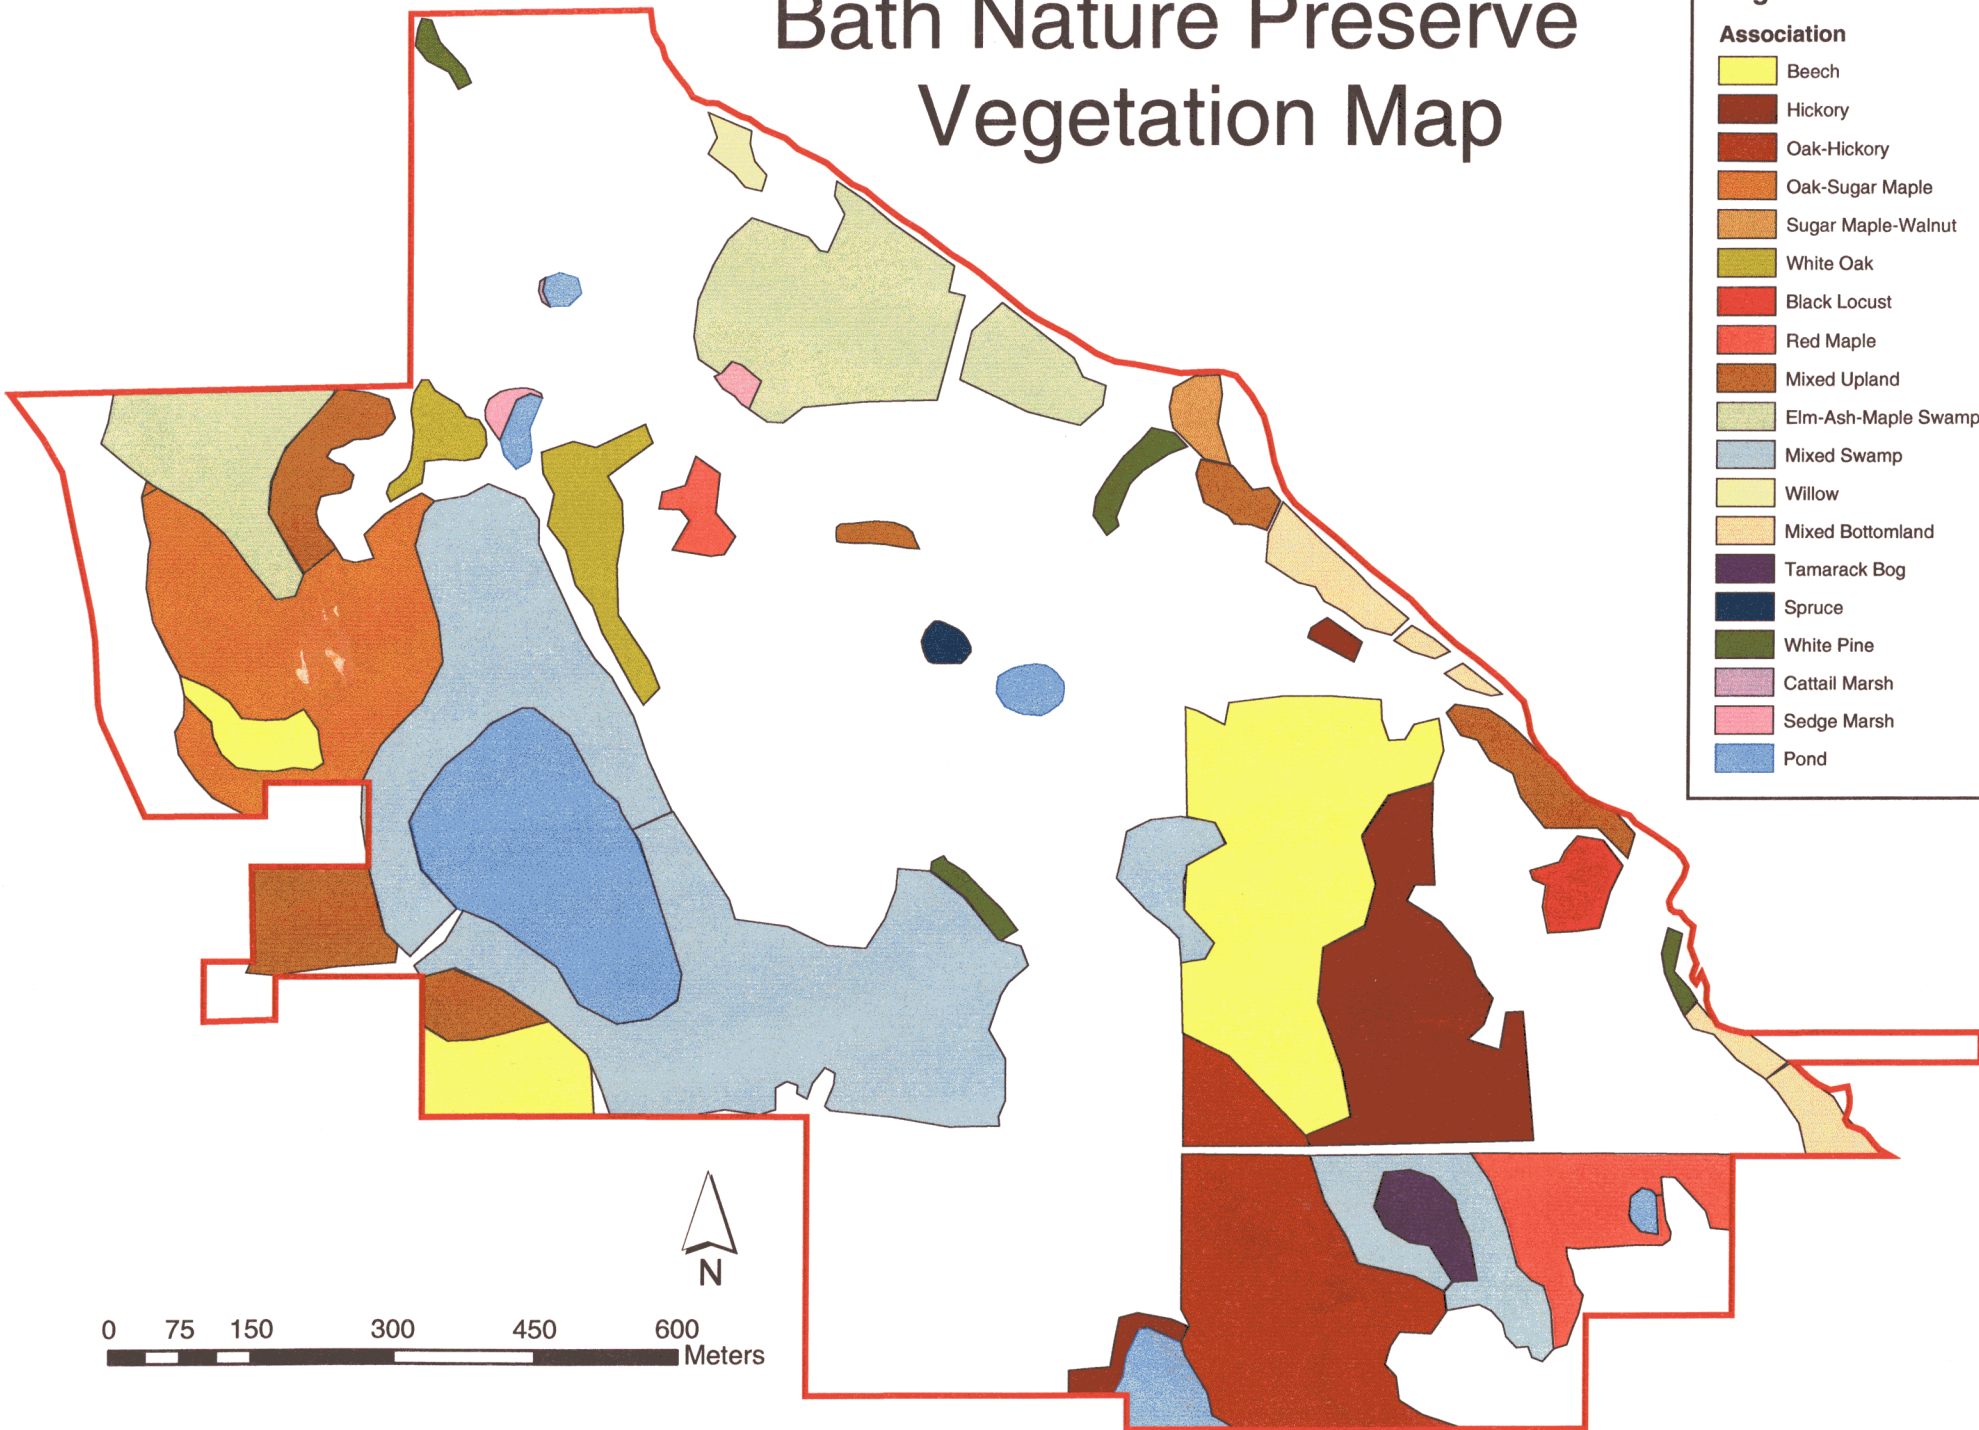 Bath Nature Preserve
Vegetation Map
Association
Beech
Hickory
Oak-Hickory
Oak-Sugar Maple
Sugar Maple-Walnut
White Oak
Black Locust
Red Maple
Mixed Upland
Elm-Ash-Maple Swamp
Mixed Swamp
Willow
Mixed Bottomland
Tamarack Bog
Spruce
White Pine
Cattail Marsh
Sedge Marsh
Pond
N
0 75 150 300 450 600
Meters